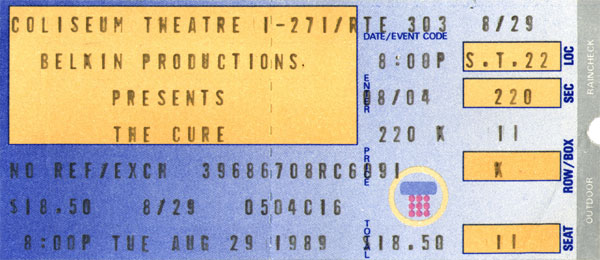 COLISEUM THEATRE I-271/RTE 303 8/29
DATE/EVENT CODE
BELKIN PRODUCTIONS. 8:00P S.T.22 LOC
PRESENTS 08/04 220 SEC
THE CURE 220 X 11
NO REF/EXCH 39686708RC6091 X ROW/BOX
PRICE
$18.50 8/29 0504C16
8:00P TUE AUG 29 1989 $18.50 11 SEAT
TOTAL
RAINCHECK
OUTDOOR